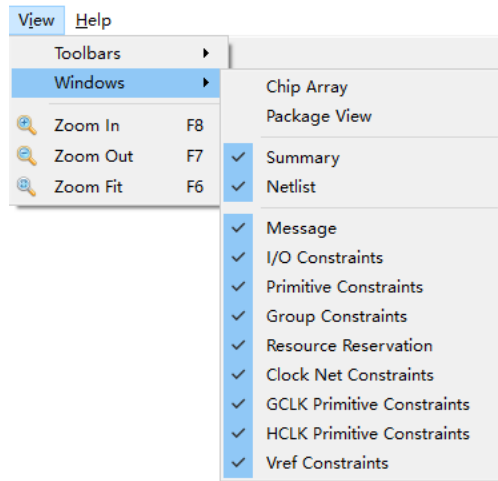 View Help
Toolbars
Windows
Zoom In F8
Zoom Out F7
Zoom Fit F6
Chip Array
Package View
Summary
Netlist
Message
I/O Constraints
Primitive Constraints
Group Constraints
Resource Reservation
Clock Net Constraints
GCLK Primitive Constraints
HCLK Primitive Constraints
Vref Constraints